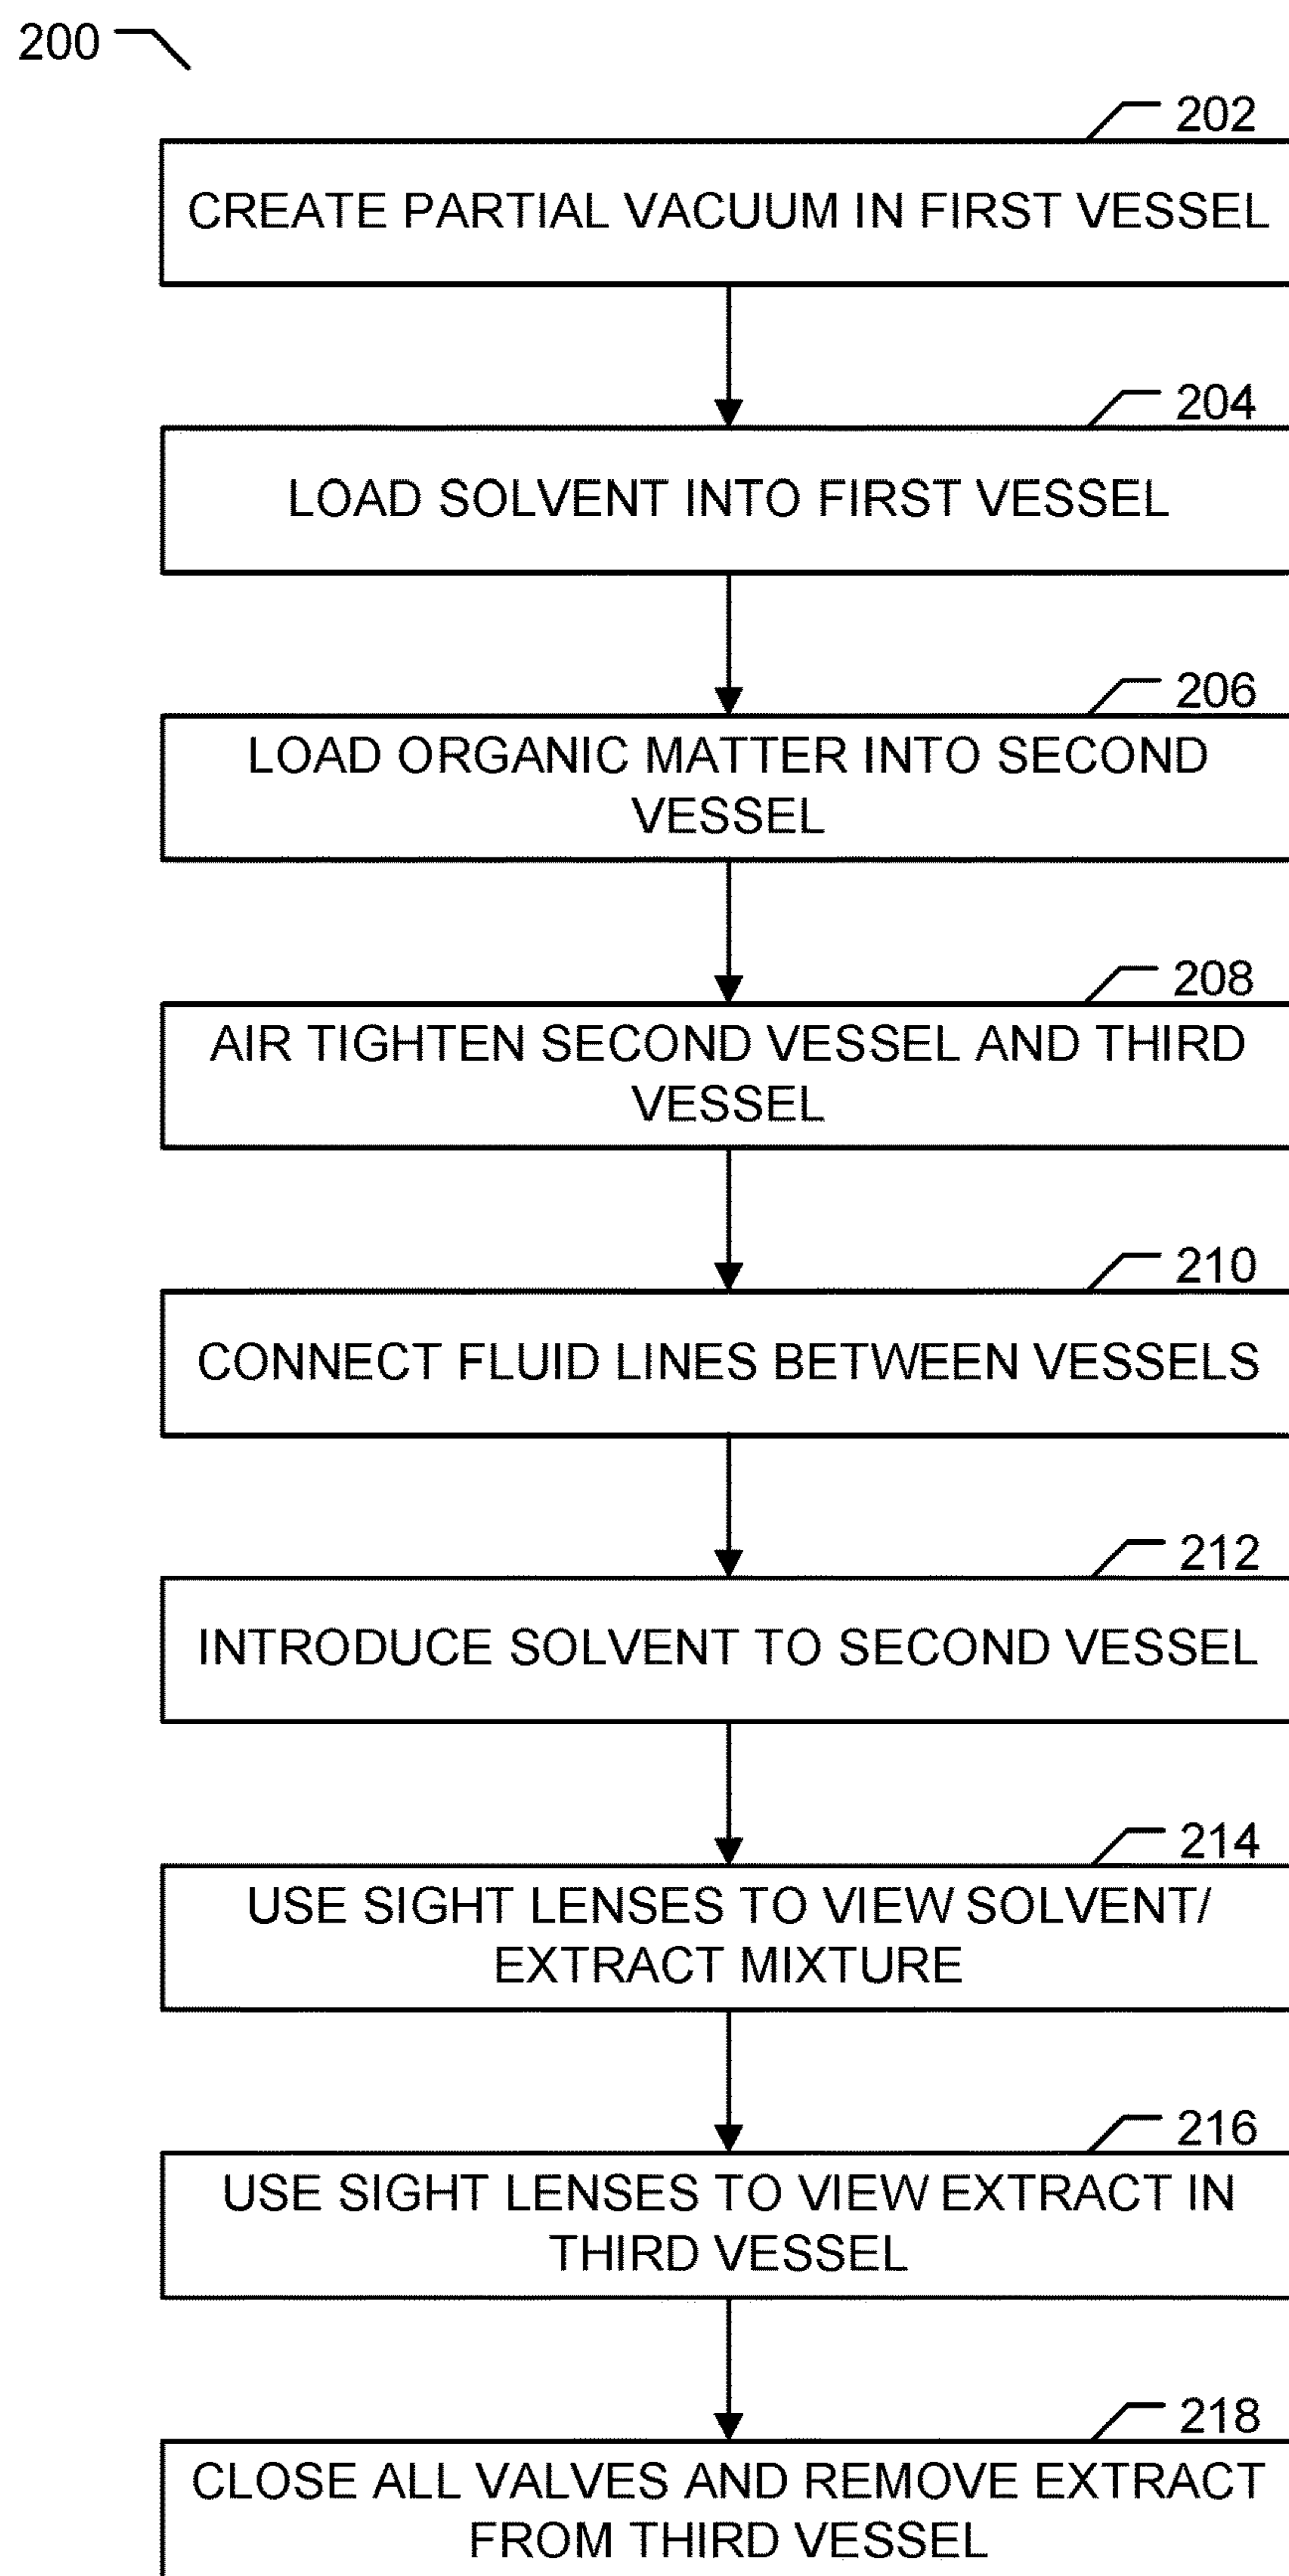 200
202
CREATE PARTIAL VACUUM IN FIRST VESSEL
204
LOAD SOLVENT INTO FIRST VESSEL
206
LOAD ORGANIC MATTER INTO SECOND
VESSEL
208
AIR TIGHTEN SECOND VESSEL AND THIRD
VESSEL
210
CONNECT FLUID LINES BETWEEN VESSELS
212
INTRODUCE SOLVENT TO SECOND VESSEL
214
USE SIGHT LENSES TO VIEW SOLVENT/
EXTRACT MIXTURE
216
USE SIGHT LENSES TO VIEW EXTRACT IN
THIRD VESSEL
218
CLOSE ALL VALVES AND REMOVE EXTRACT
FROM THIRD VESSEL